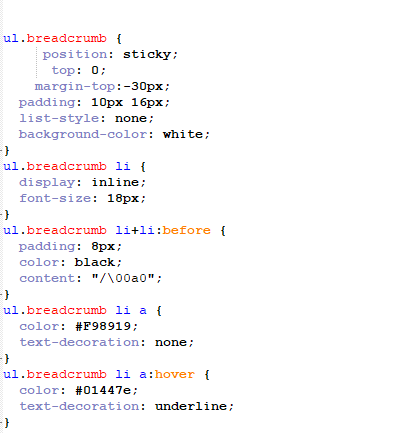 ul.breadcrumb {
position: sticky;
top: 0;
margin-top:-30px;
padding: 10px 16px;
list-style: none;
background-color: white;
}
ul.breadcrumb li {
display: inline;
font-size: 18px;
}
ul.breadcrumb li+li:before {
padding: 8px;
color: black;
content: "/\00a0";
}
ul.breadcrumb li a {
color: #F98919;
text-decoration: none;
}
ul.breadcrumb li a:hover {
color: #01447e;
text-decoration: underline;
}